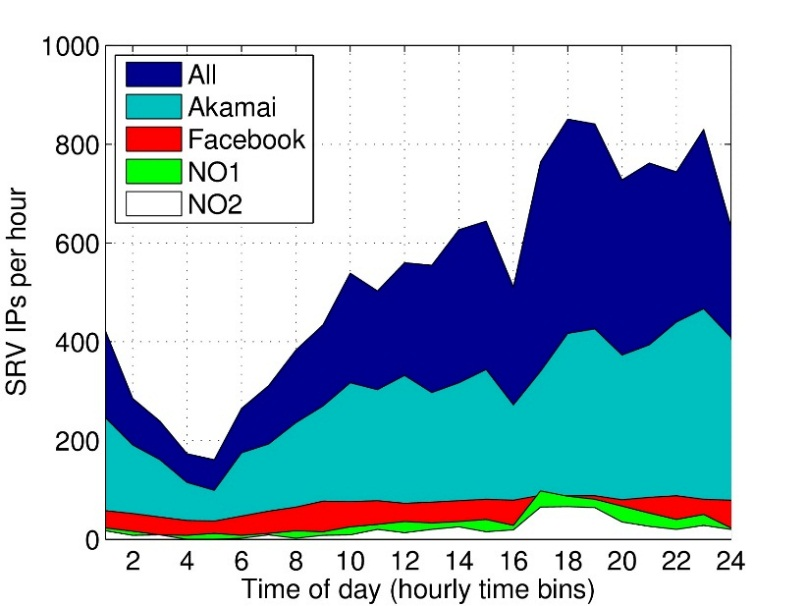 1000
800
600
400
200
0
SRV IPs per hour
All
Akamai
Facebook
NO1
NO2
2 4 6 8 10 12 14 16 18 20 22 24
Time of day (hourly time bins)